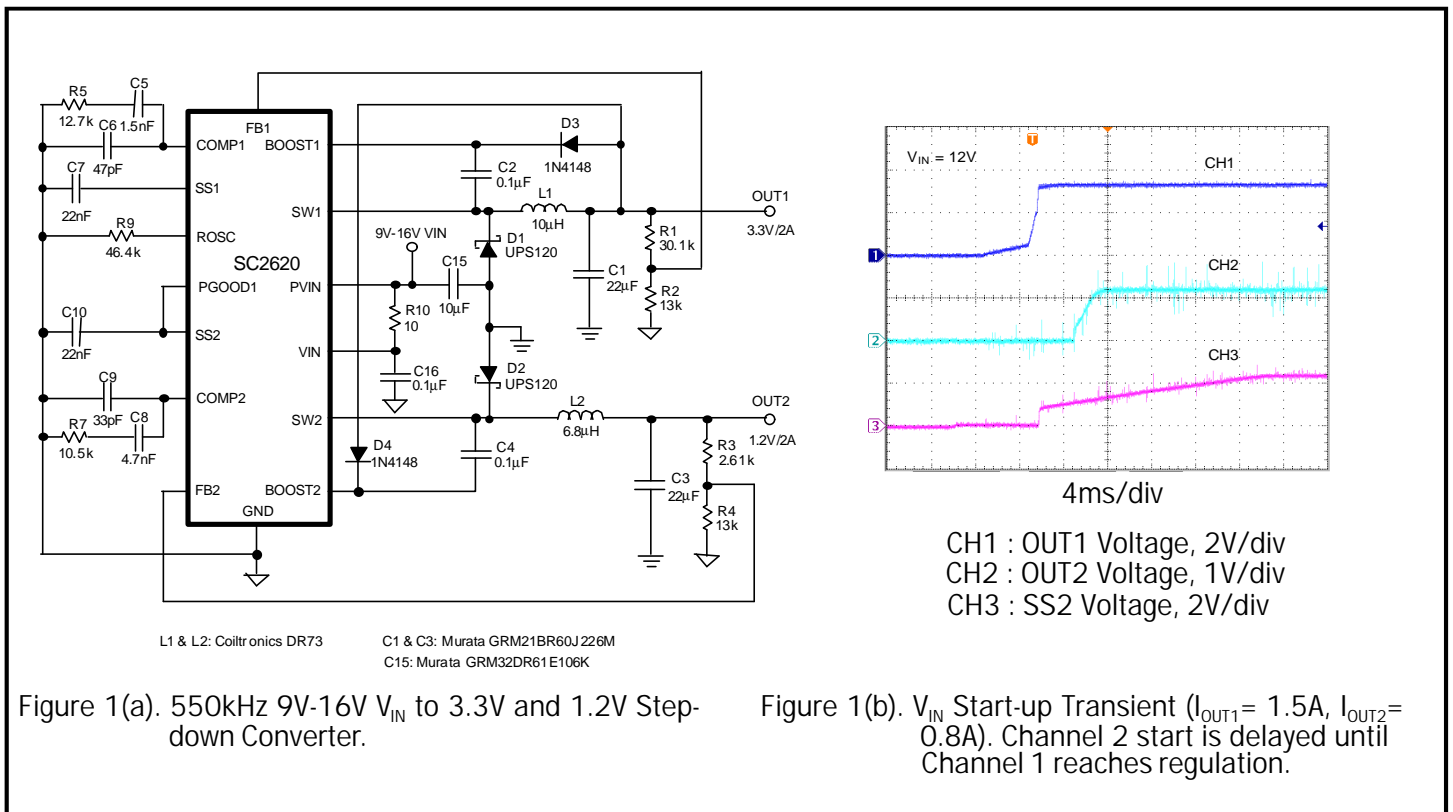 C5
R5
12.7k
1.5nF
C6
47pF
C7
22nF
R9
46.4k
C10
22nF
C9
33pF
C8
R7
10.5k
4.7nF
FB1
COMP1
BOOST1
SS1
SW1
ROSC
SC2620
PGOOD1
PVIN
SS2
VIN
COMP2
SW2
FB2
BOOST2
GND
D3
1N4148
C2
0.1µF
L1
10µH
OUT1
3.3V/2A
9V-16V VIN
D1
UPS120
C15
10µF
R1
30.1k
C1
22µF
R2
13k
R10
10
C16
0.1µF
D2
UPS120
L2
6.8µH
OUT2
1.2V/2A
D4
1N4148
C4
0.1µF
R3
2.61k
C3
22µF
R4
13k
L1 & L2: Coiltronics DR73
C1 & C3: Murata GRM21BR60J226M
C15: Murata GRM32DR61E106K
Figure 1(a). 550kHz 9V-16V VIN to 3.3V and 1.2V Step-
down Converter.
T
VIN = 12V
CH1
1
CH2
2
CH3
3
4ms/div
CH1 : OUT1 Voltage, 2V/div
CH2 : OUT2 Voltage, 1V/div
CH3 : SS2 Voltage, 2V/div
Figure 1(b). VIN Start-up Transient (IOUT1= 1.5A, IOUT2=
0.8A). Channel 2 start is delayed until
Channel 1 reaches regulation.